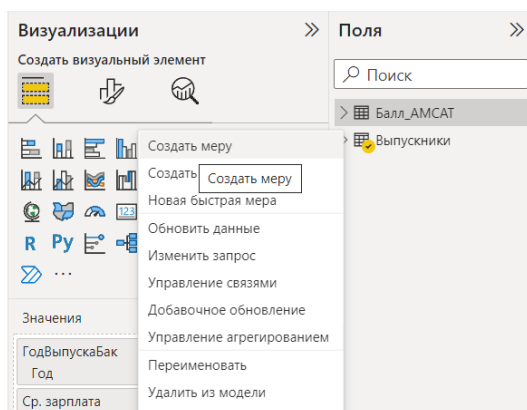 Визуализации
Поля
Создать визуальный элемент
Поиск
Балл_АМСАТ
Выпускники
Создать меру
Создать
Создать меру
Новая быстрая мера
Обновить данные
Изменить запрос
Управление связями
Добавочное обновление
Управление агрегированием
Переименовать
Удалить из модели
123
R Py
...
Значения
ГодВыпускаБак
Год
Ср. зарплата